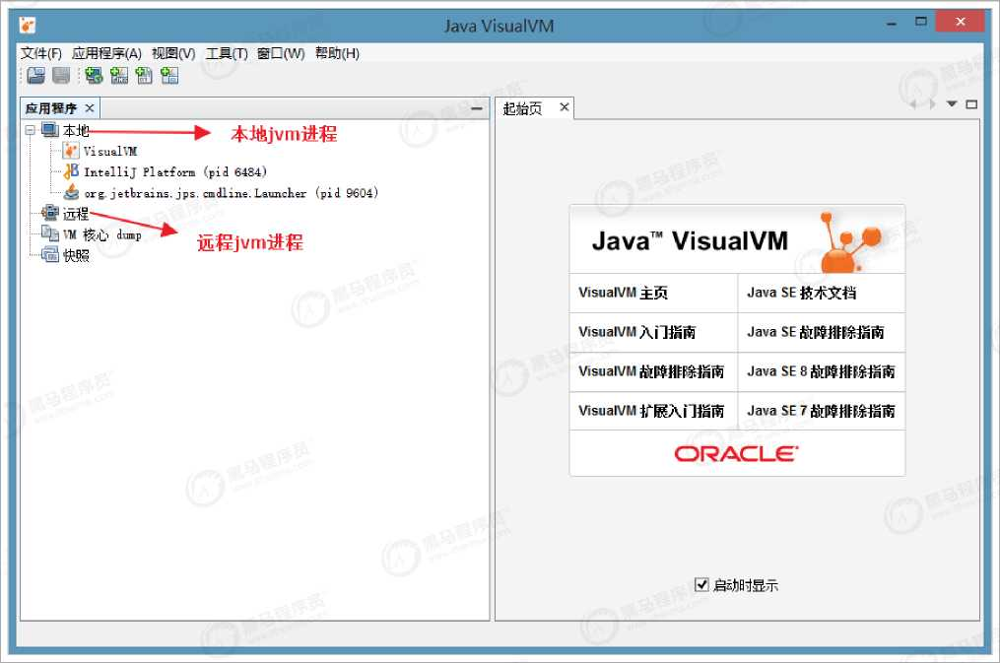 Java VisualVM
文件(F) 应用程序(A) 视图(V) 工具(T) 窗口(W) 帮助(H)
应用程序
起始页
本地
本地jvm进程
VisualVM
IntelliJ Platform (pid 6484)
org.jetbrains.jps.cmdline.Launcher (pid 9604)
远程
远程jvm进程
VM 核心 dump
快照
Java™ VisualVM
VisualVM 主页
Java SE 技术文档
VisualVM 入门指南
Java SE 故障排除指南
VisualVM 故障排除指南
Java SE 8 故障排除指南
VisualVM 扩展入门指南
Java SE 7 故障排除指南
ORACLE
启动时显示
黑马程序员